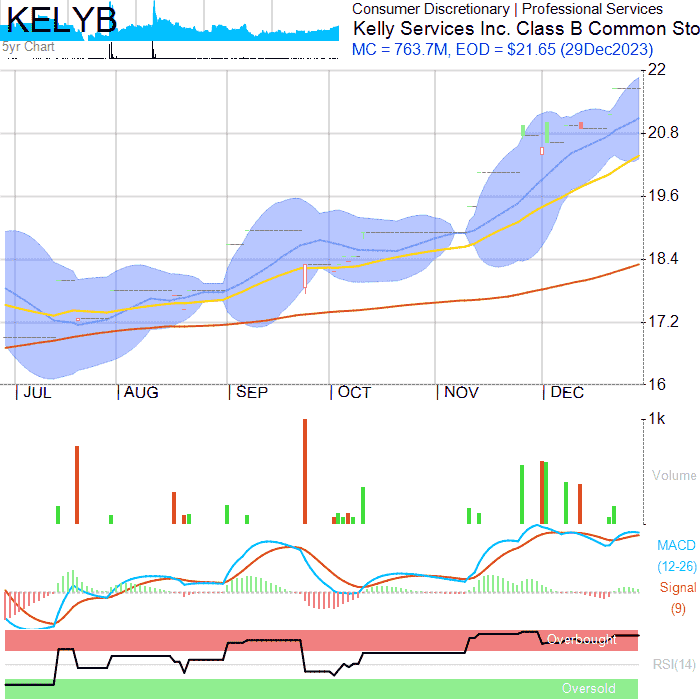 KELYB
5yr Chart
Consumer Discretionary | Professional Services
Kelly Services Inc. Class B Common Sto
MC = 763.7M, EOD = $21.65 (29Dec2023)
22
20.8
19.6
18.4
17.2
16
| JUL | AUG | SEP | OCT | NOV | DEC
1k
Volume
MACD
(12-26)
Signal
(9)
Overbought
RSI(14)
Oversold